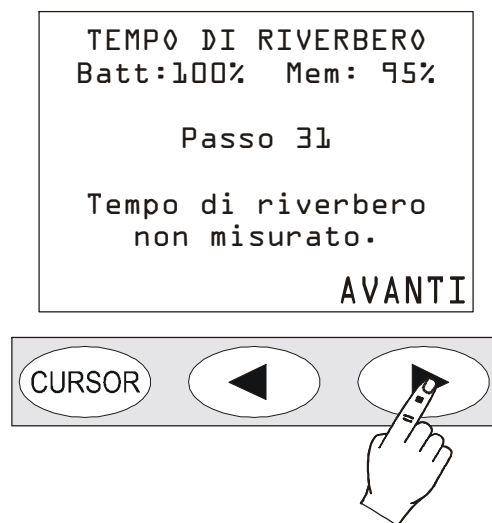 TEMPO DI RIVERBERO
Batt:100% Mem: 95%
Passo 31
Tempo di riverbero
non misurato.
AVANTI
CURSOR